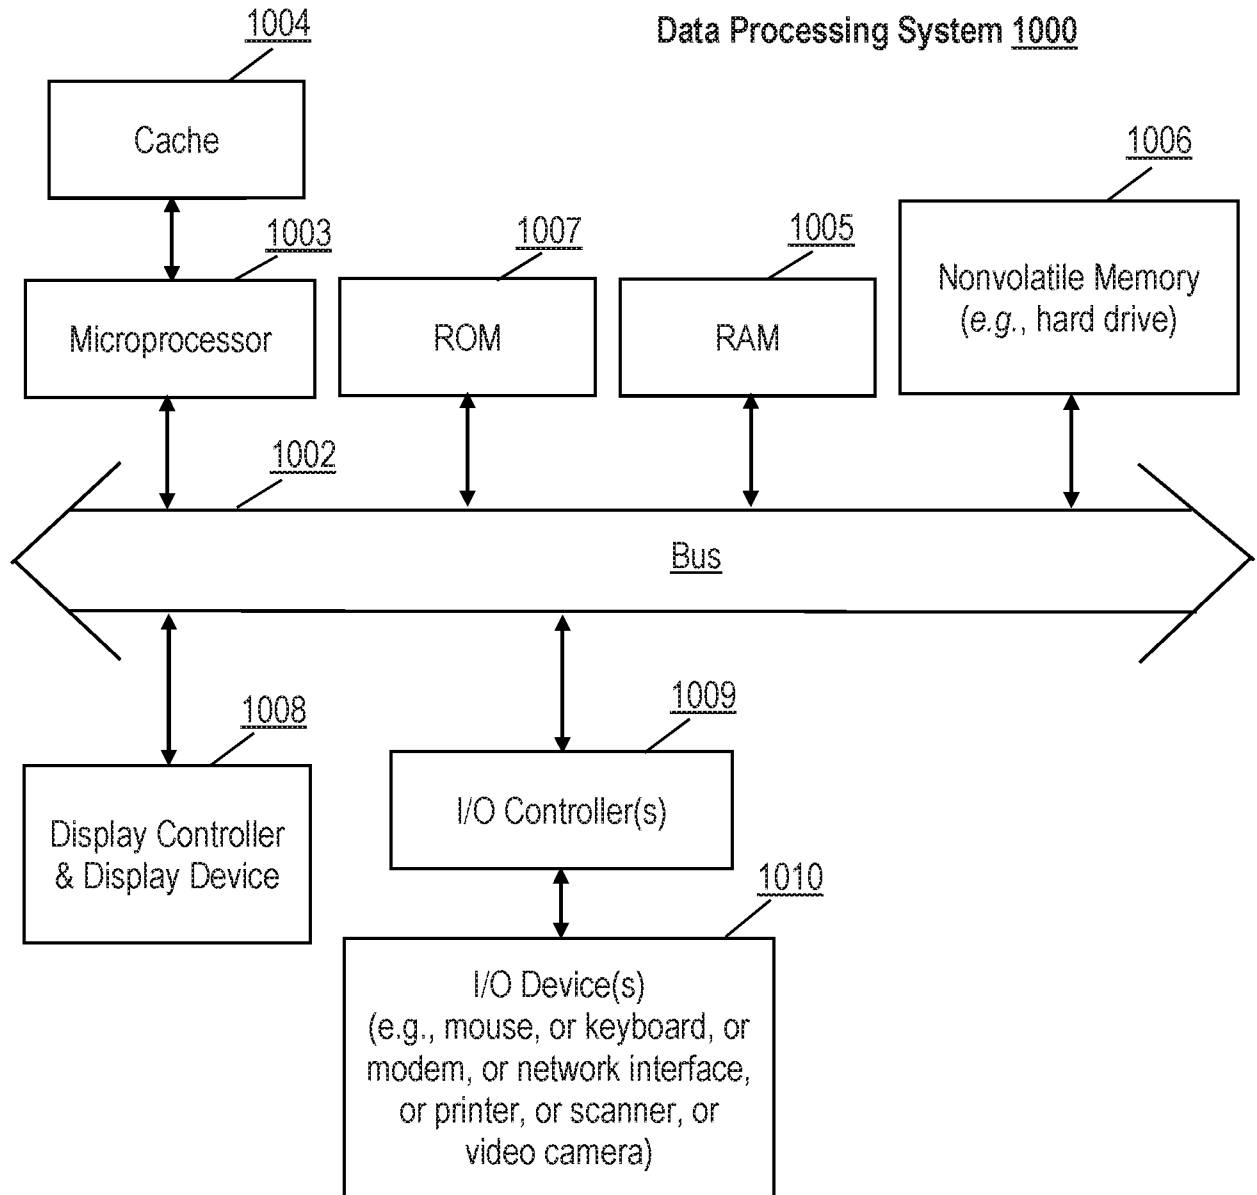 Data Processing System 1000
1004
Cache
1006
1003
1007
1005
Nonvolatile Memory
(e.g., hard drive)
Microprocessor
ROM
RAM
1002
Bus
1008
1009
Display Controller
& Display Device
I/O Controller(s)
1010
I/O Device(s)
(e.g., mouse, or keyboard, or
modem, or network interface,
or printer, or scanner, or
video camera)